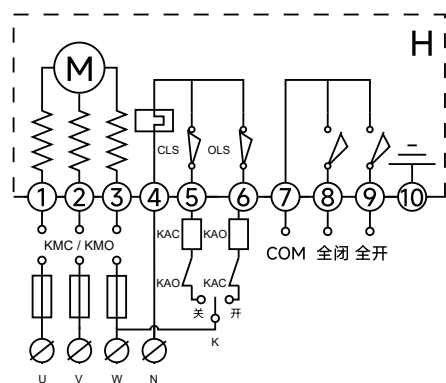 H
M
CLS OLS
1 2 3 4 5 6 7 8 9 10
KMC / KMO KAC KAO
COM 全闭 全开
KAO KAC
关 开
K
U V W N